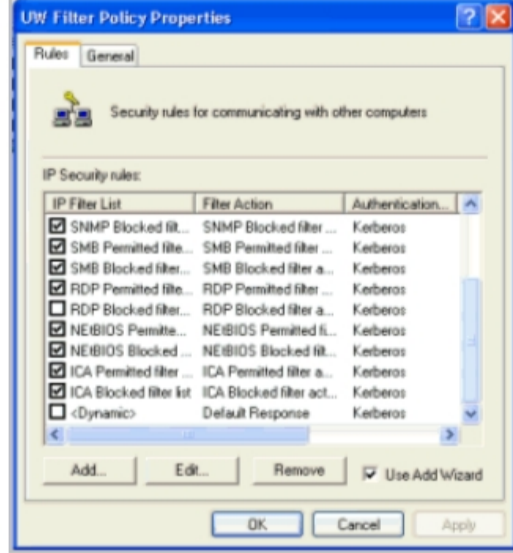 UW Filter Policy Properties
Rules General
Security rules for communicating with other computers
IP Security rules:
IP Filter List Filter Action Authentication...
SNMP Blocked filt... SNMP Blocked filter ... Kerberos
SMB Permitted filte... SMB Permitted filter ... Kerberos
SMB Blocked filter... SMB Blocked filter a... Kerberos
RDP Permitted filte... RDP Permitted filter ... Kerberos
RDP Blocked filter... RDP Blocked filter a... Kerberos
NEtBIOS Permitte... NEtBIOS Permitted fi... Kerberos
NEtBIOS Blocked ... NEtBIOS Blocked filt... Kerberos
ICA Permitted filter ... ICA Permitted filter a... Kerberos
ICA Blocked filter list ICA Blocked filter act... Kerberos
<Dynamic> Default Response Kerberos
Add... Edit... Remove Use Add Wizard
OK Cancel Apply